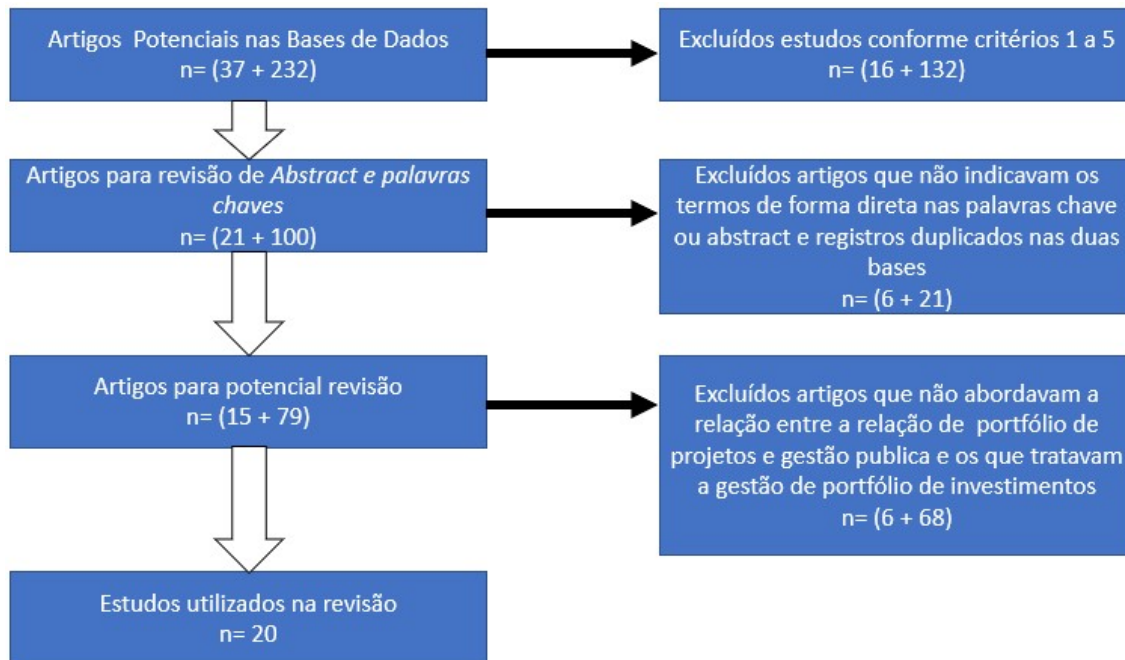 Artigos Potenciais nas Bases de Dados
n= (37 + 232)
Excluídos estudos conforme critérios 1 a 5
n= (16 + 132)
Artigos para revisão de Abstract e palavras
chaves
n= (21 + 100)
Excluídos artigos que não indicavam os
termos de forma direta nas palavras chave
ou abstract e registros duplicados nas duas
bases
n= (6 + 21)
Artigos para potencial revisão
n= (15 + 79)
Excluídos artigos que não abordavam a
relação entre a relação de portfólio de
projetos e gestão publica e os que tratavam
a gestão de portfólio de investimentos
n= (6 + 68)
Estudos utilizados na revisão
n= 20